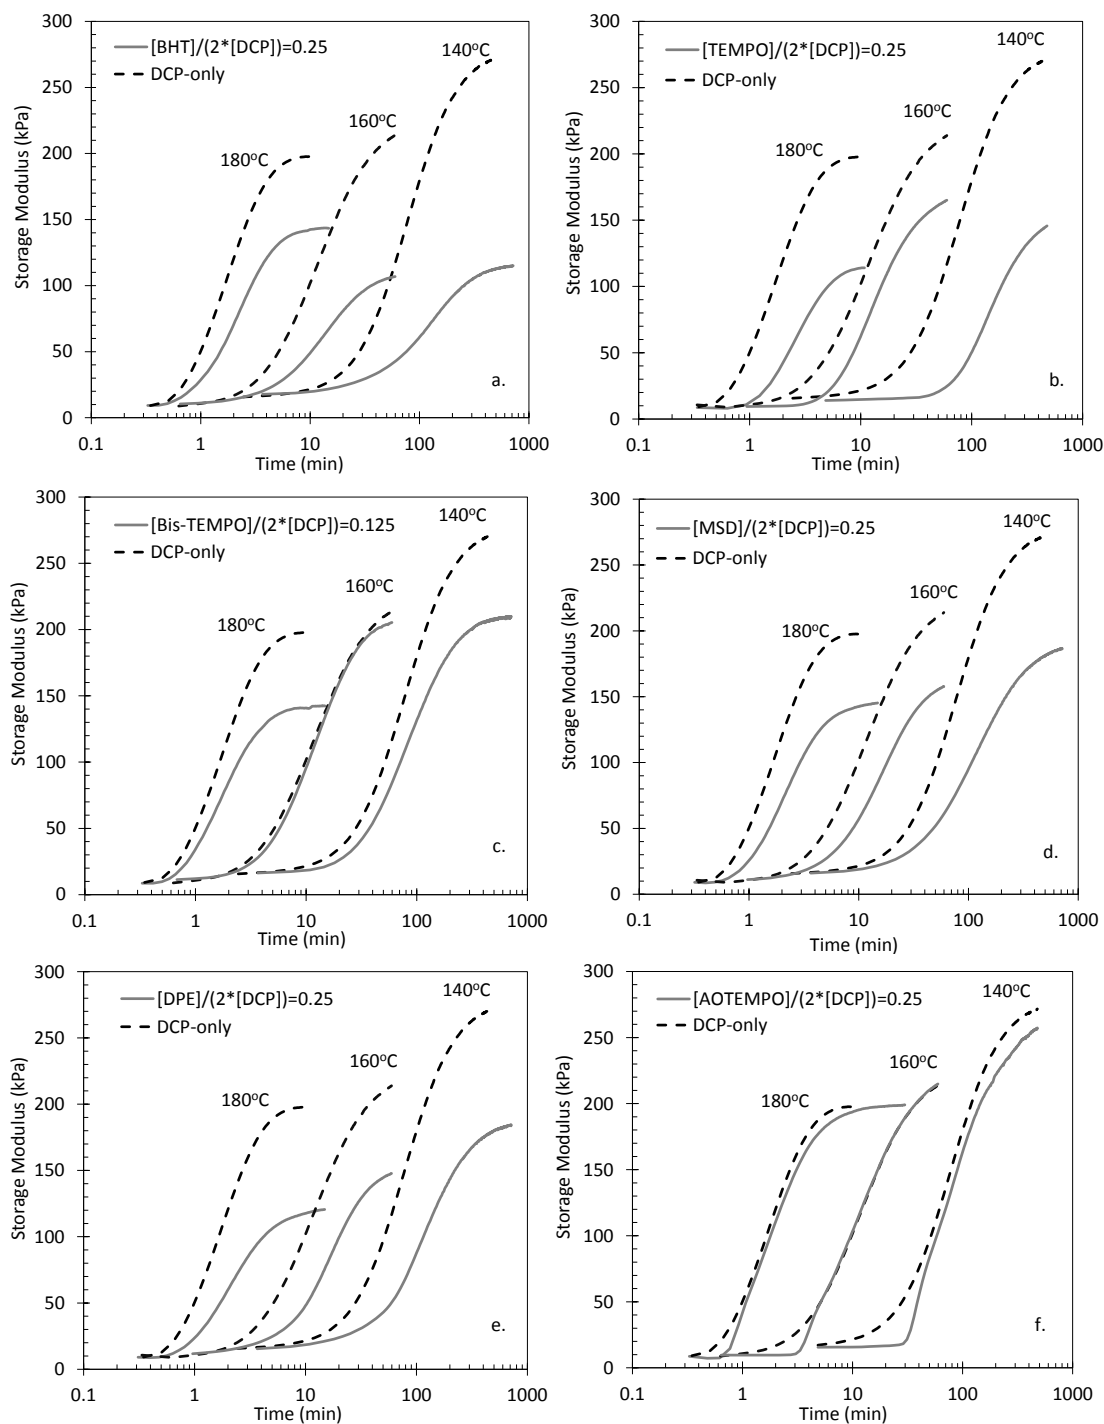 300
250
200
150
100
50
0
Storage Modulus (kPa)
[BHT]/(2*[DCP])=0.25
DCP-only
140°C
160°C
180°C
a.
0.1 1 10 100 1000
Time (min)
300
250
200
150
100
50
0
Storage Modulus (kPa)
[TEMPO]/(2*[DCP])=0.25
DCP-only
140°C
160°C
180°C
b.
0.1 1 10 100 1000
Time (min)
300
250
200
150
100
50
0
Storage Modulus (kPa)
[Bis-TEMPO]/(2*[DCP])=0.125
DCP-only
140°C
160°C
180°C
c.
0.1 1 10 100 1000
Time (min)
300
250
200
150
100
50
0
Storage Modulus (kPa)
[MSD]/(2*[DCP])=0.25
DCP-only
140°C
160°C
180°C
d.
0.1 1 10 100 1000
Time (min)
300
250
200
150
100
50
0
Storage Modulus (kPa)
[DPE]/(2*[DCP])=0.25
DCP-only
140°C
160°C
180°C
e.
0.1 1 10 100 1000
Time (min)
300
250
200
150
100
50
0
Storage Modulus (kPa)
[AOTEMPO]/(2*[DCP])=0.25
DCP-only
140°C
160°C
180°C
f.
0.1 1 10 100 1000
Time (min)